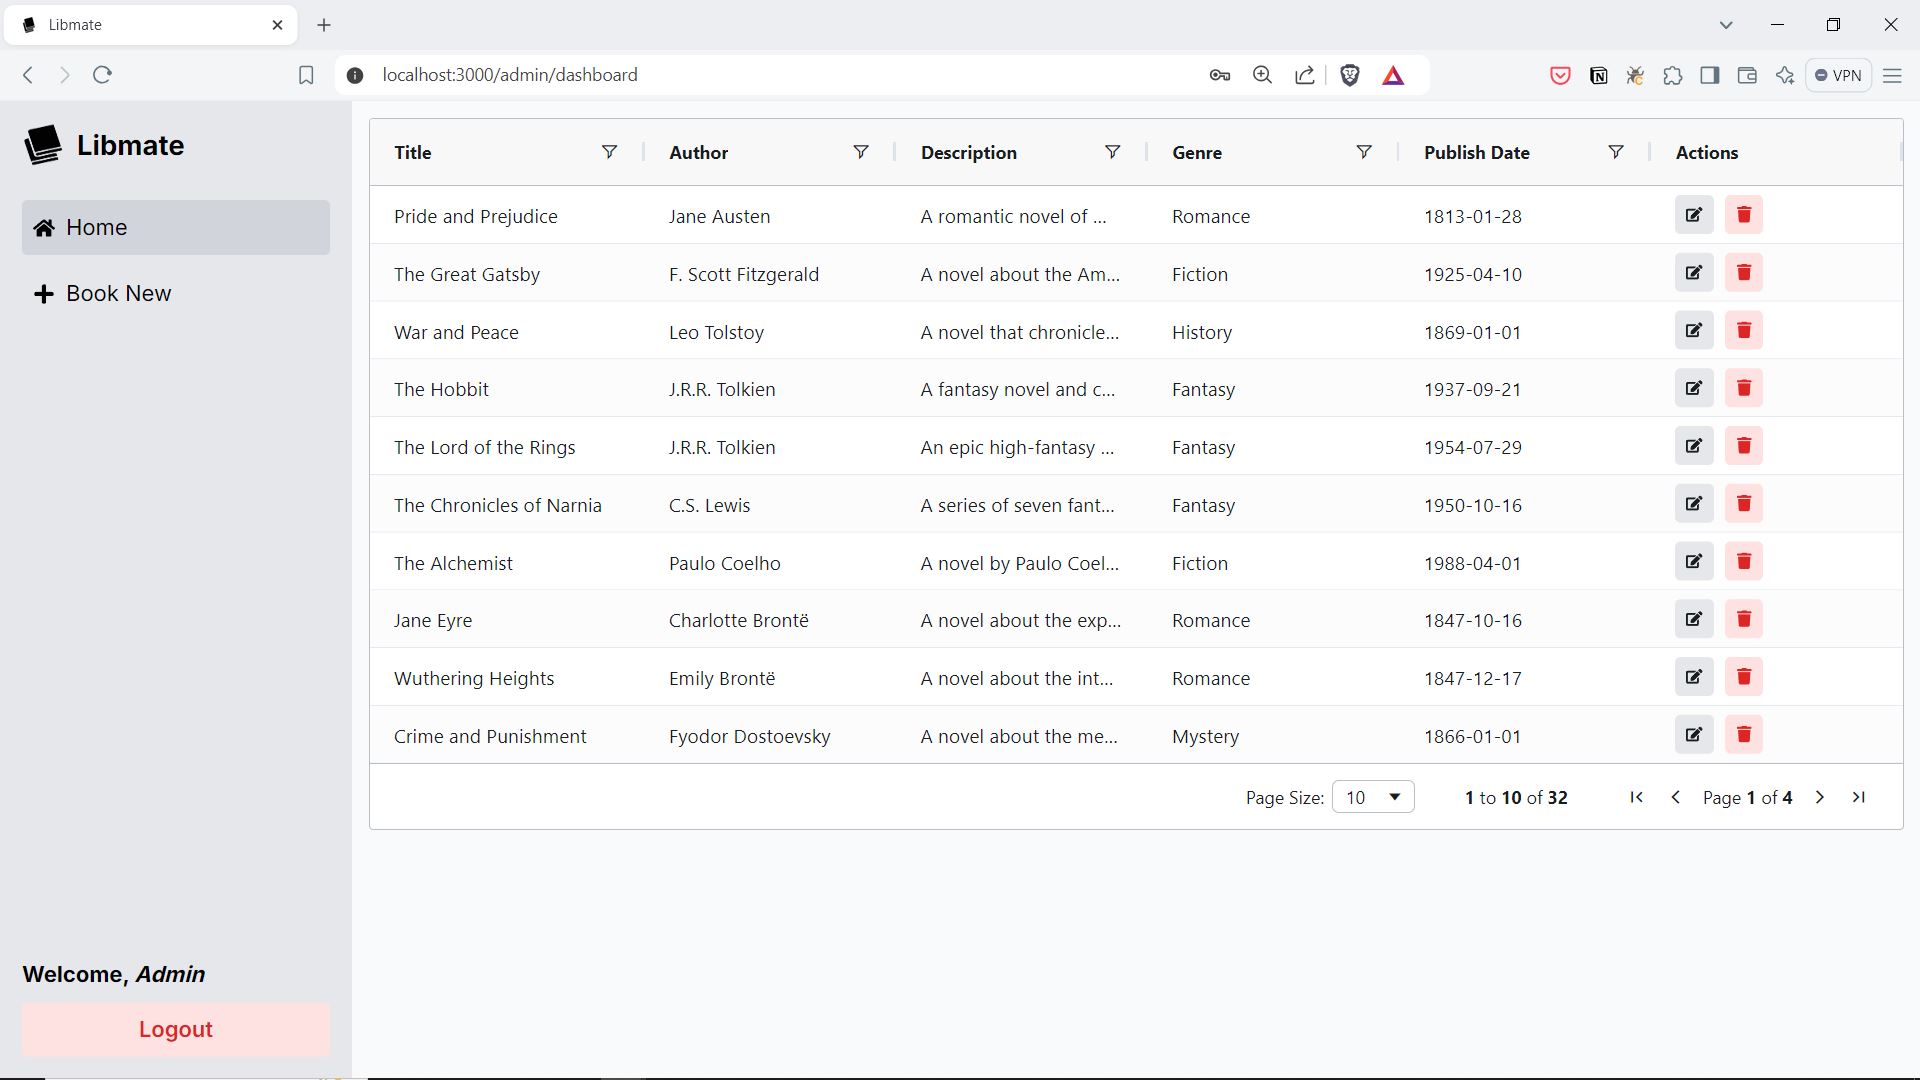 Libmate
localhost:3000/admin/dashboard
VPN
Libmate
Home
Book New
Welcome, Admin
Logout
Title Author Description Genre Publish Date Actions
Pride and Prejudice Jane Austen A romantic novel of ... Romance 1813-01-28
The Great Gatsby F. Scott Fitzgerald A novel about the Am... Fiction 1925-04-10
War and Peace Leo Tolstoy A novel that chronicle... History 1869-01-01
The Hobbit J.R.R. Tolkien A fantasy novel and c... Fantasy 1937-09-21
The Lord of the Rings J.R.R. Tolkien An epic high-fantasy ... Fantasy 1954-07-29
The Chronicles of Narnia C.S. Lewis A series of seven fant... Fantasy 1950-10-16
The Alchemist Paulo Coelho A novel by Paulo Coel... Fiction 1988-04-01
Jane Eyre Charlotte Brontë A novel about the exp... Romance 1847-10-16
Wuthering Heights Emily Brontë A novel about the int... Romance 1847-12-17
Crime and Punishment Fyodor Dostoevsky A novel about the me... Mystery 1866-01-01
Page Size: 10 1 to 10 of 32 Page 1 of 4